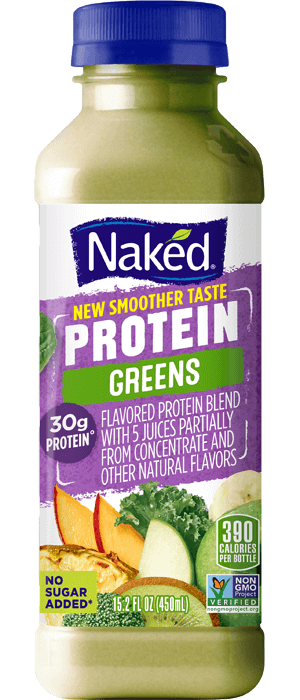 Naked®
NEW SMOOTHER TASTE
PROTEIN
GREENS
30g
PROTEIN°
FLAVORED PROTEIN BLEND
WITH 5 JUICES PARTIALLY
FROM CONCENTRATE AND
OTHER NATURAL FLAVORS
390
CALORIES
PER BOTTLE
NO
SUGAR
ADDED*
15.2 FL OZ (450mL)
NON
GMO
Project
VERIFIED
nongmoproject.org